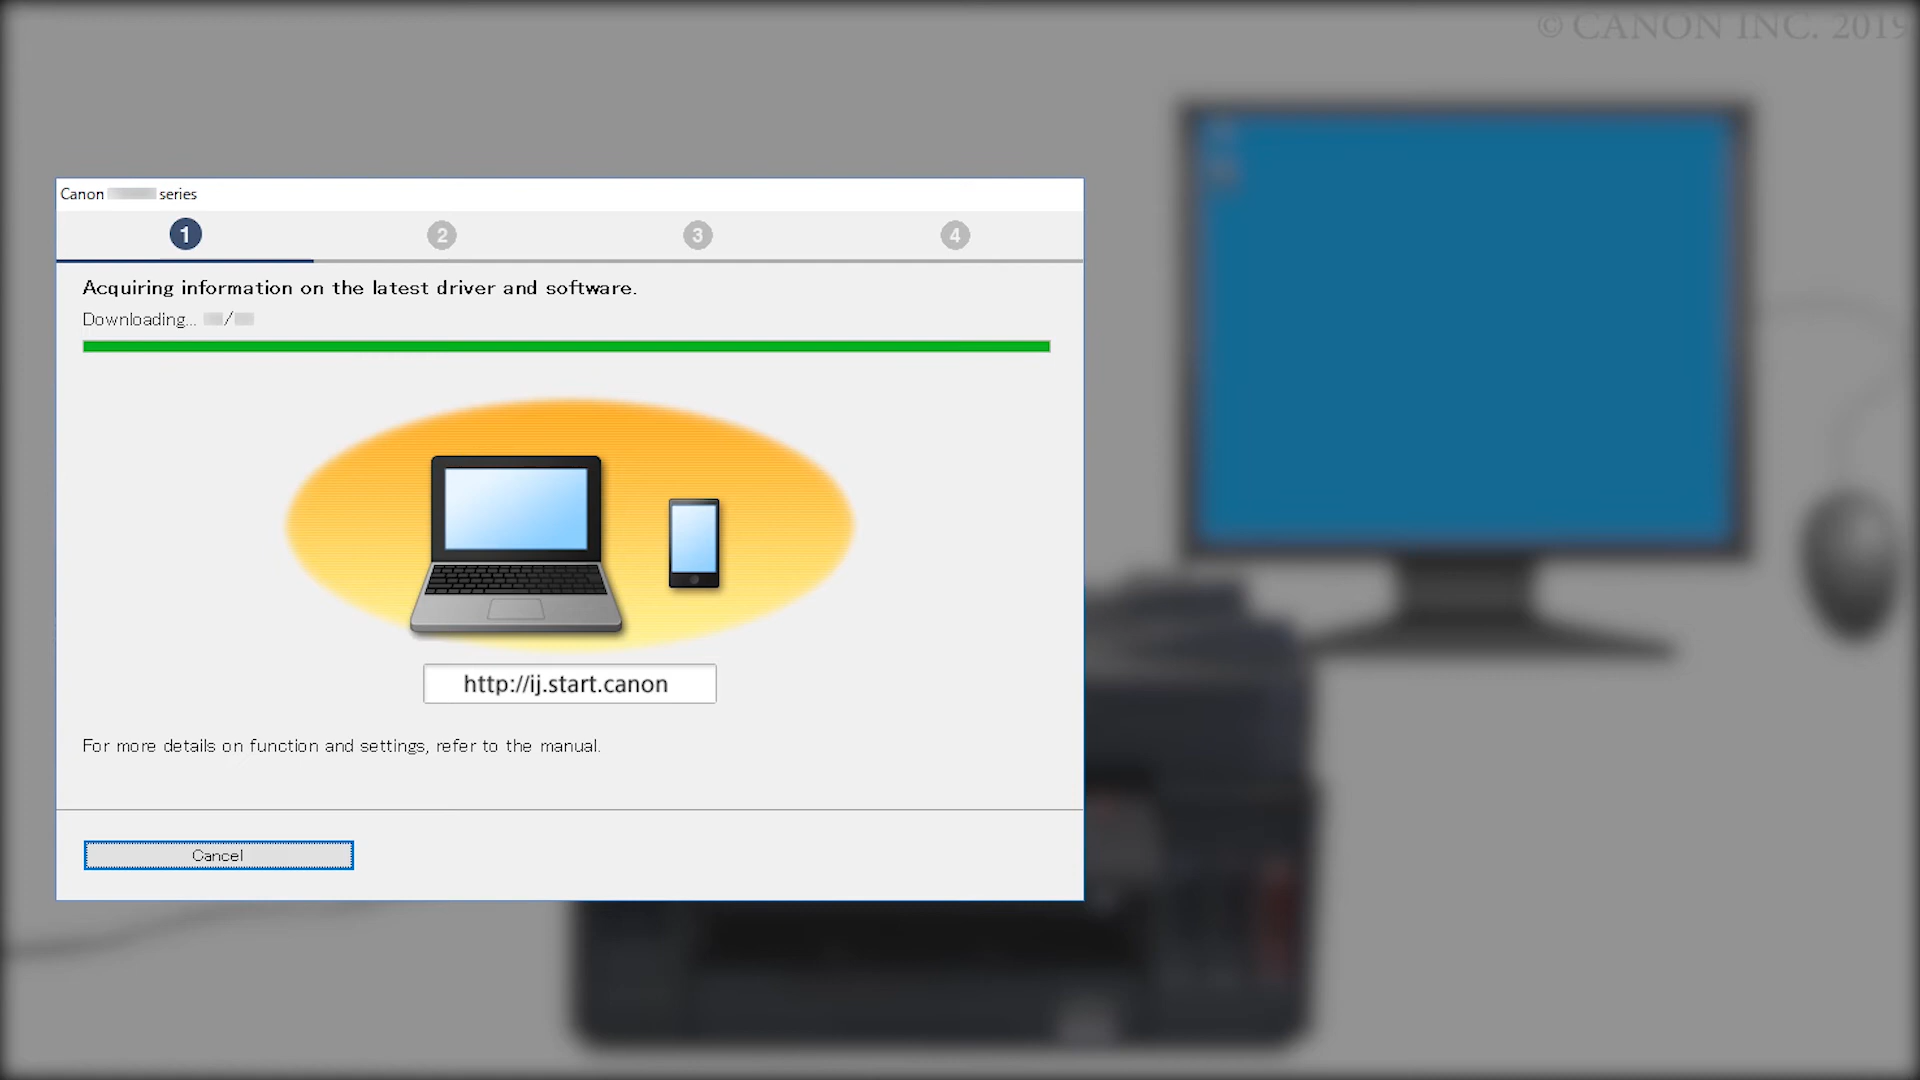 © CANON INC. 2019
Canon series
1
2
3
4
Acquiring information on the latest driver and software.
Downloading... /
http://ij.start.canon
For more details on function and settings, refer to the manual.
Cancel